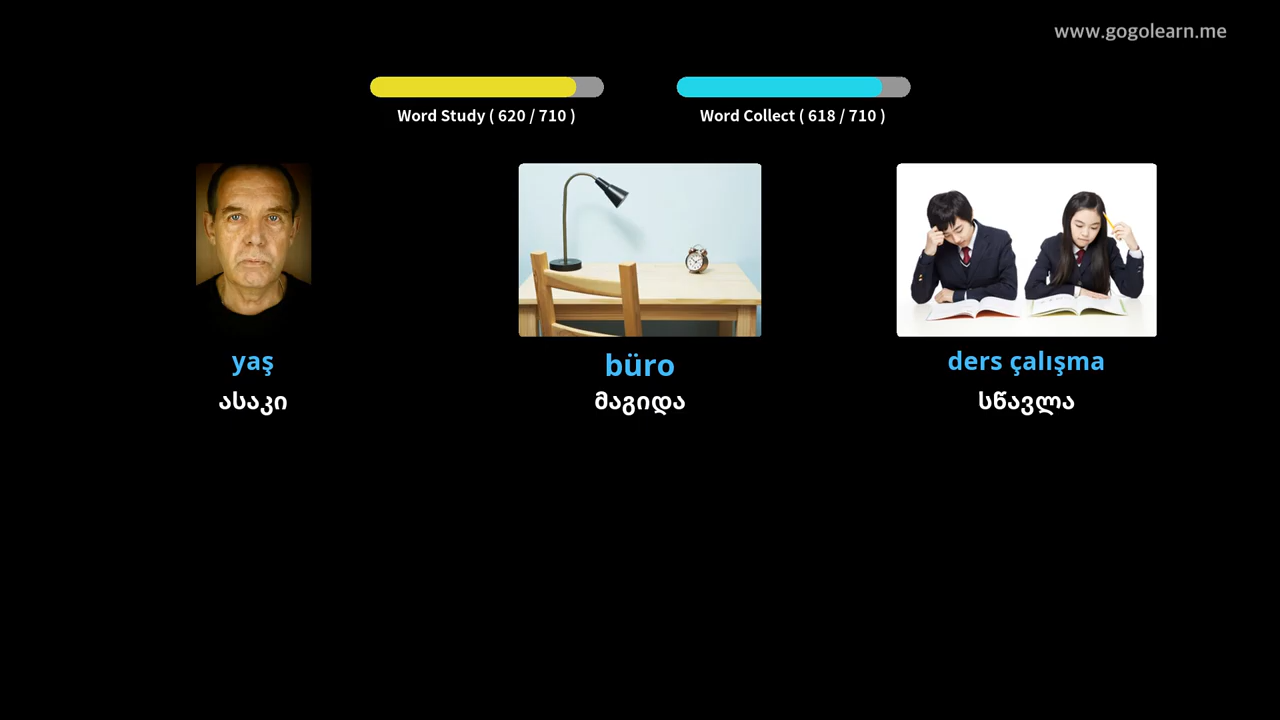 www.gogolearn.me
Word Study ( 620 / 710 )
Word Collect ( 618 / 710 )
yaş
büro
ders çalışma
ასაკი
მაგიდა
სწავლა